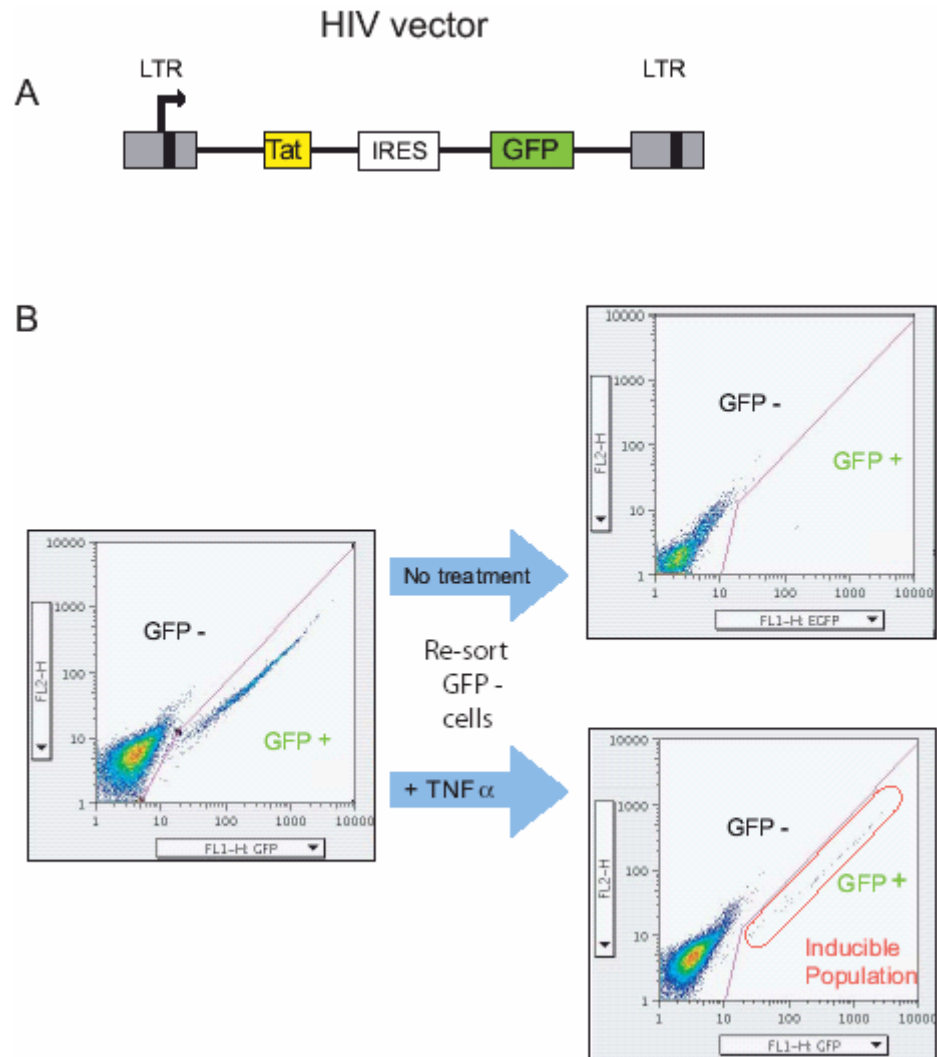 HIV vector
A
LTR
LTR
Tat
IRES
GFP
B
10000
1000
100
10
1
FL2-H
GFP -
GFP +
1
10
100
1000
10000
FL1-H: GFP
No treatment
Re-sort
GFP -
cells
+ TNF α
10000
1000
100
10
1
FL2-H
GFP -
GFP +
1
10
100
1000
10000
FL1-H: EGFP
10000
1000
100
10
1
FL2-H
GFP -
GFP +
Inducible
Population
1
10
100
1000
10000
FL1-H: GFP